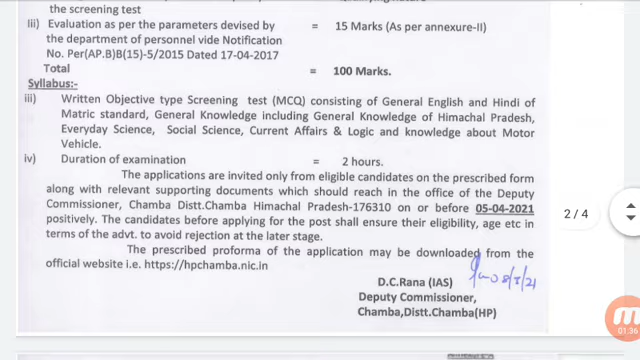 the screening test
Iii) Evaluation as per the parameters devised by = 15 Marks (As per annexure-II)
the department of personnel vide Notification
No. Per(AP.B)B(15)-5/2015 Dated 17-04-2017
Total = 100 Marks.
Syllabus:-
iii) Written Objective type Screening test (MCQ) consisting of General English and Hindi of
Matric standard, General Knowledge including General Knowledge of Himachal Pradesh,
Everyday Science, Social Science, Current Affairs & Logic and knowledge about Motor
Vehicle.
iv) Duration of examination = 2 hours.
The applications are invited only from eligible candidates on the prescribed form
along with relevant supporting documents which should reach in the office of the Deputy
Commissioner, Chamba Distt.Chamba Himachal Pradesh-176310 on or before 05-04-2021
positively. The candidates before applying for the post shall ensure their eligibility, age etc in
terms of the advt. to avoid rejection at the later stage.
The prescribed proforma of the application may be downloaded from the
official website i.e. https://hpchamba.nic.in
D.C.Rana (IAS)
Deputy Commissioner,
Chamba,Distt.Chamba(HP)
2 / 4
01:36